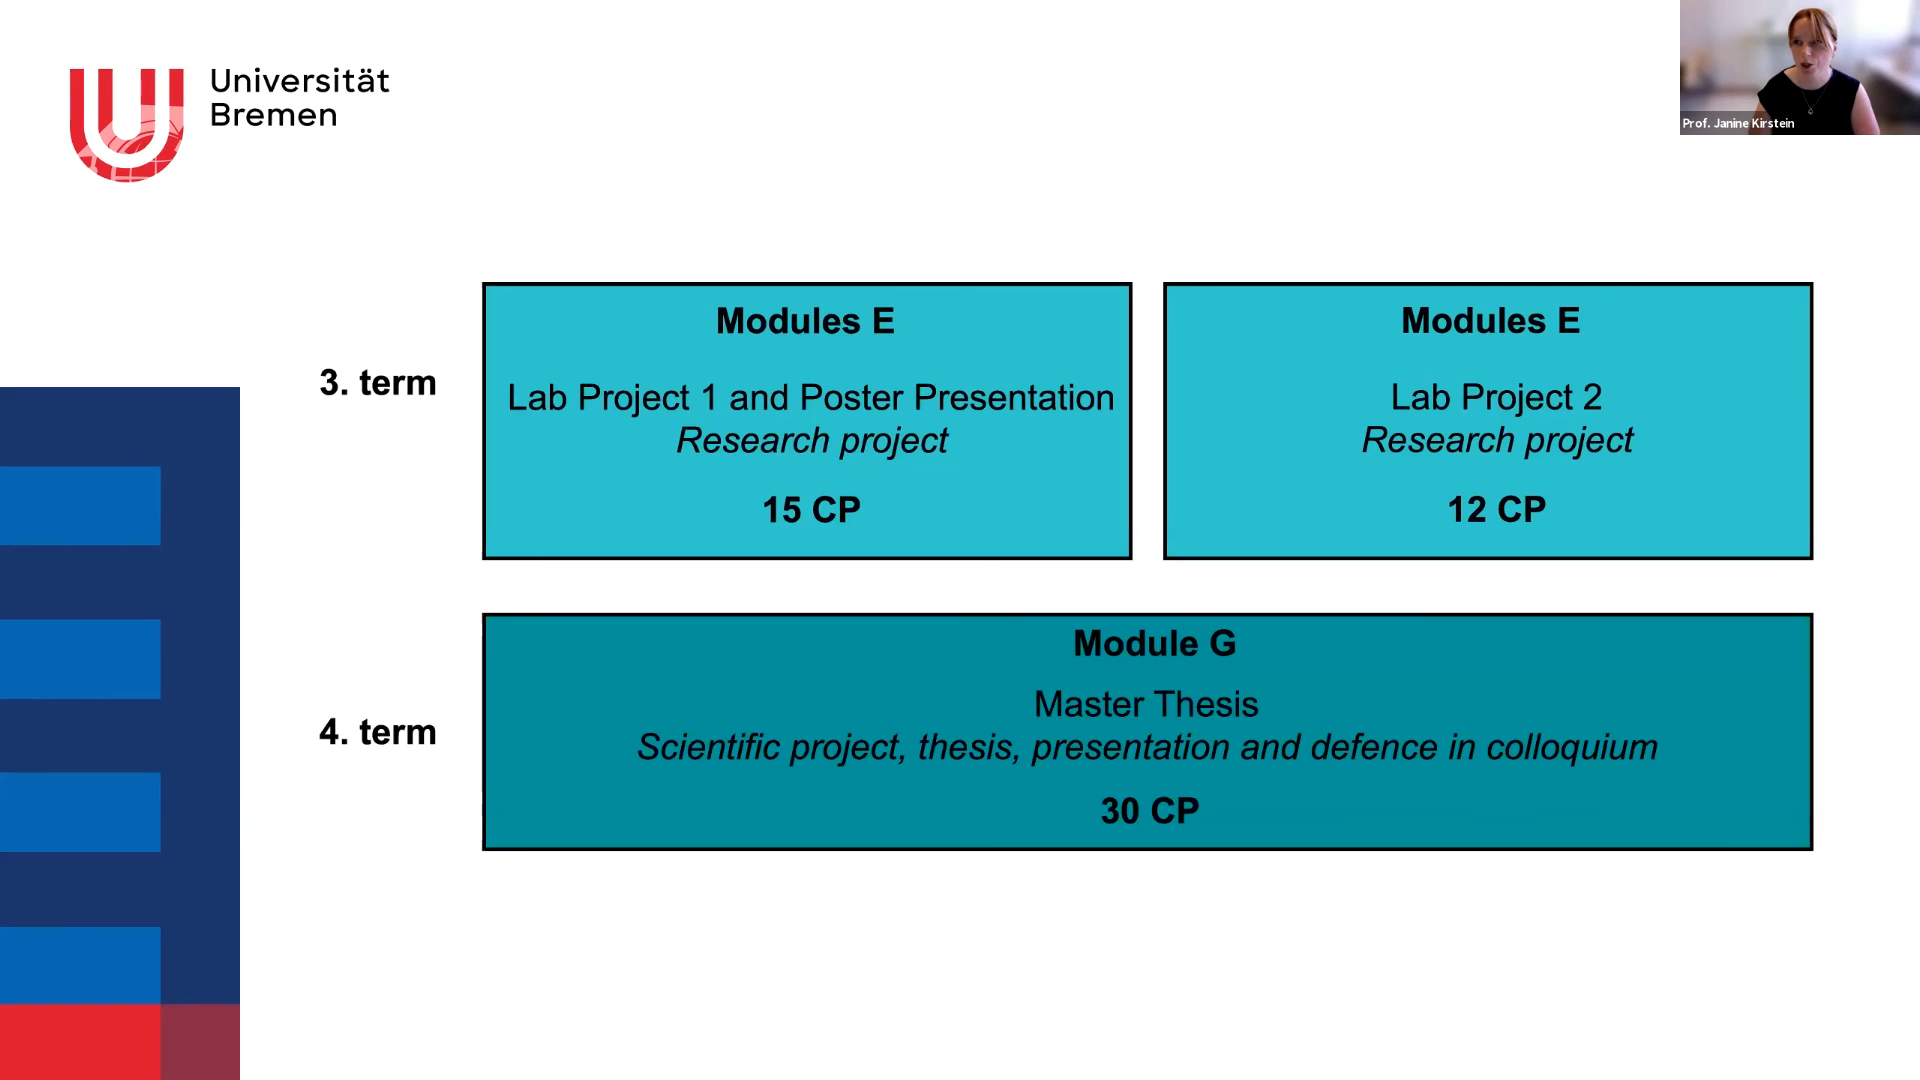 Universität
Bremen
Prof. Janine Kirstein
3. term
Modules E
Lab Project 1 and Poster Presentation
Research project
15 CP
Modules E
Lab Project 2
Research project
12 CP
4. term
Module G
Master Thesis
Scientific project, thesis, presentation and defence in colloquium
30 CP